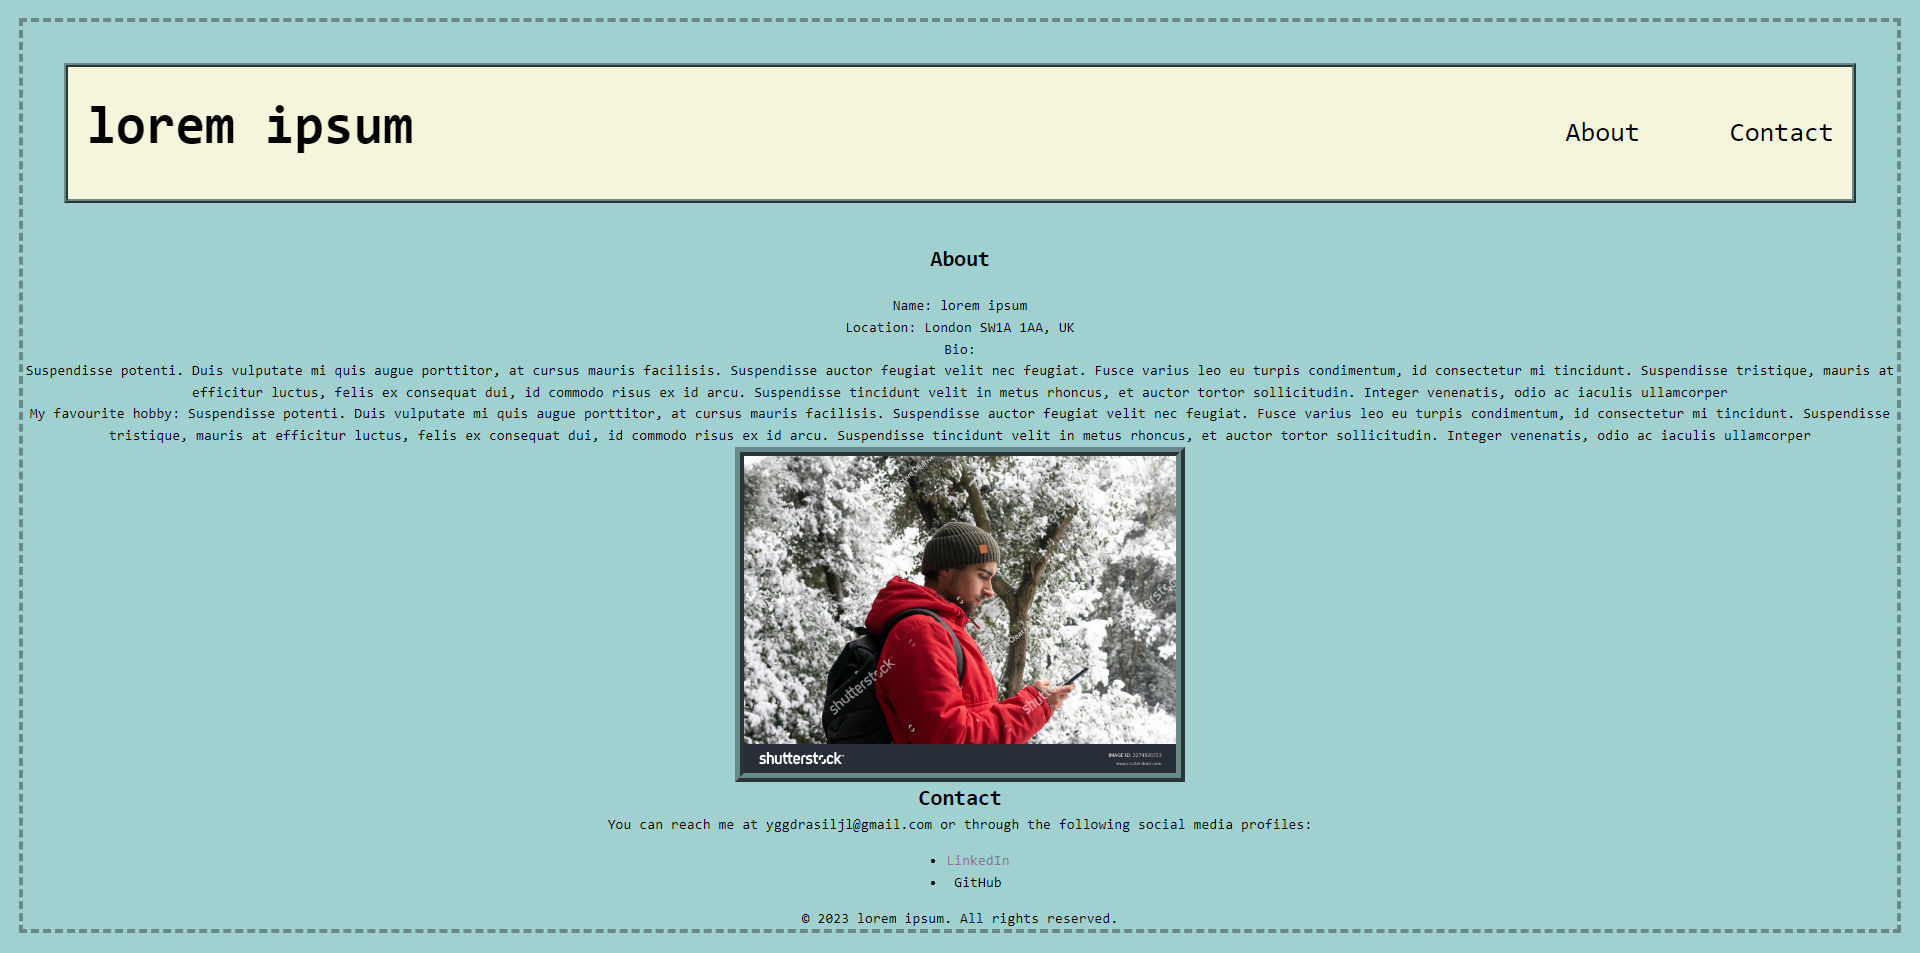 lorem ipsum
About
Contact
About
Name: lorem ipsum
Location: London SW1A 1AA, UK
Bio:
Suspendisse potenti. Duis vulputate mi quis augue porttitor, at cursus mauris facilisis. Suspendisse auctor feugiat velit nec feugiat. Fusce varius leo eu turpis condimentum, id consectetur mi tincidunt. Suspendisse tristique, mauris at
efficitur luctus, felis ex consequat dui, id commodo risus ex id arcu. Suspendisse tincidunt velit in metus rhoncus, et auctor tortor sollicitudin. Integer venenatis, odio ac iaculis ullamcorper
My favourite hobby: Suspendisse potenti. Duis vulputate mi quis augue porttitor, at cursus mauris facilisis. Suspendisse auctor feugiat velit nec feugiat. Fusce varius leo eu turpis condimentum, id consectetur mi tincidunt. Suspendisse
tristique, mauris at efficitur luctus, felis ex consequat dui, id commodo risus ex id arcu. Suspendisse tincidunt velit in metus rhoncus, et auctor tortor sollicitudin. Integer venenatis, odio ac iaculis ullamcorper
shutterstock
shutterstock
IMAGE ID:
www.shutterstock.com
Contact
You can reach me at yggdrasiljl@gmail.com or through the following social media profiles:
• LinkedIn
• GitHub
© 2023 lorem ipsum. All rights reserved.